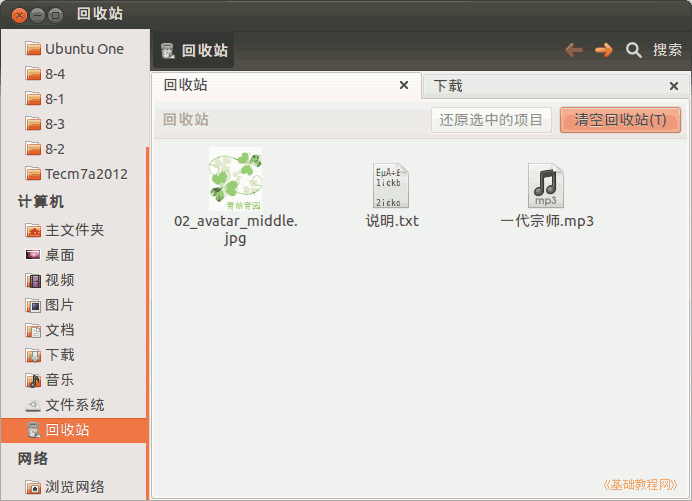 回收站
Ubuntu One
8-4
8-1
8-3
8-2
Tecm7a2012
计算机
主文件夹
桌面
视频
图片
文档
下载
音乐
文件系统
回收站
网络
浏览网络
回收站
搜索
回收站
下载
回收站
还原选中的项目
清空回收站(T)
青草青园
02_avatar_middle.
jpg
说明.txt
mp3
一代宗师.mp3
《基础教程网》